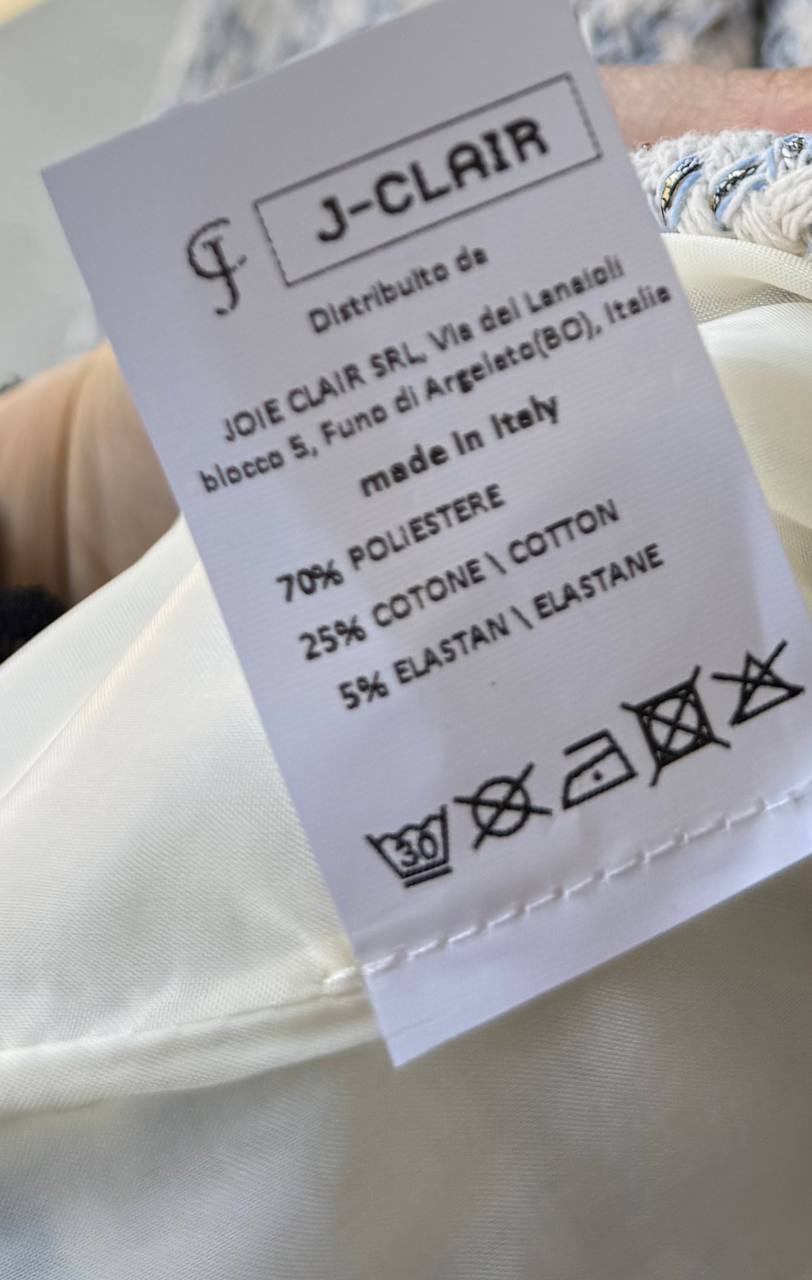 J-CLAIR
Distribuito da
JOIE CLAIR SRL, Via dei Lanaioli
blocco 5, Funo di Argelato(BO), Italia
made in Italy
70% POLIESTERE
25% COTONE \ COTTON
5% ELASTAN \ ELASTANE
30